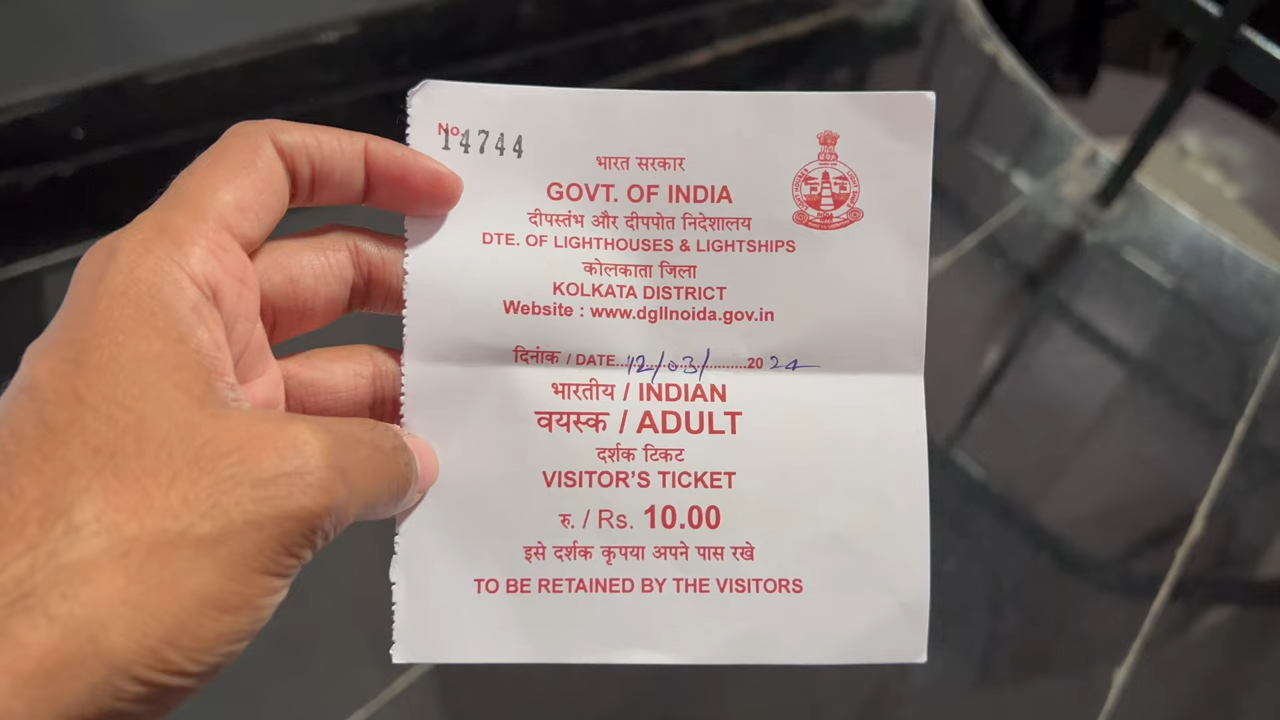 No. 14744
भारत सरकार
GOVT. OF INDIA
दीपस्तंभ और दीपपोत निदेशालय
DTE. OF LIGHTHOUSES & LIGHTSHIPS
कोलकाता जिला
KOLKATA DISTRICT
Website : www.dgllnoida.gov.in
दिनांक / DATE..12/03/..........20 24
भारतीय / INDIAN
वयस्क / ADULT
दर्शक टिकट
VISITOR'S TICKET
रु. / Rs. 10.00
इसे दर्शक कृपया अपने पास रखे
TO BE RETAINED BY THE VISITORS